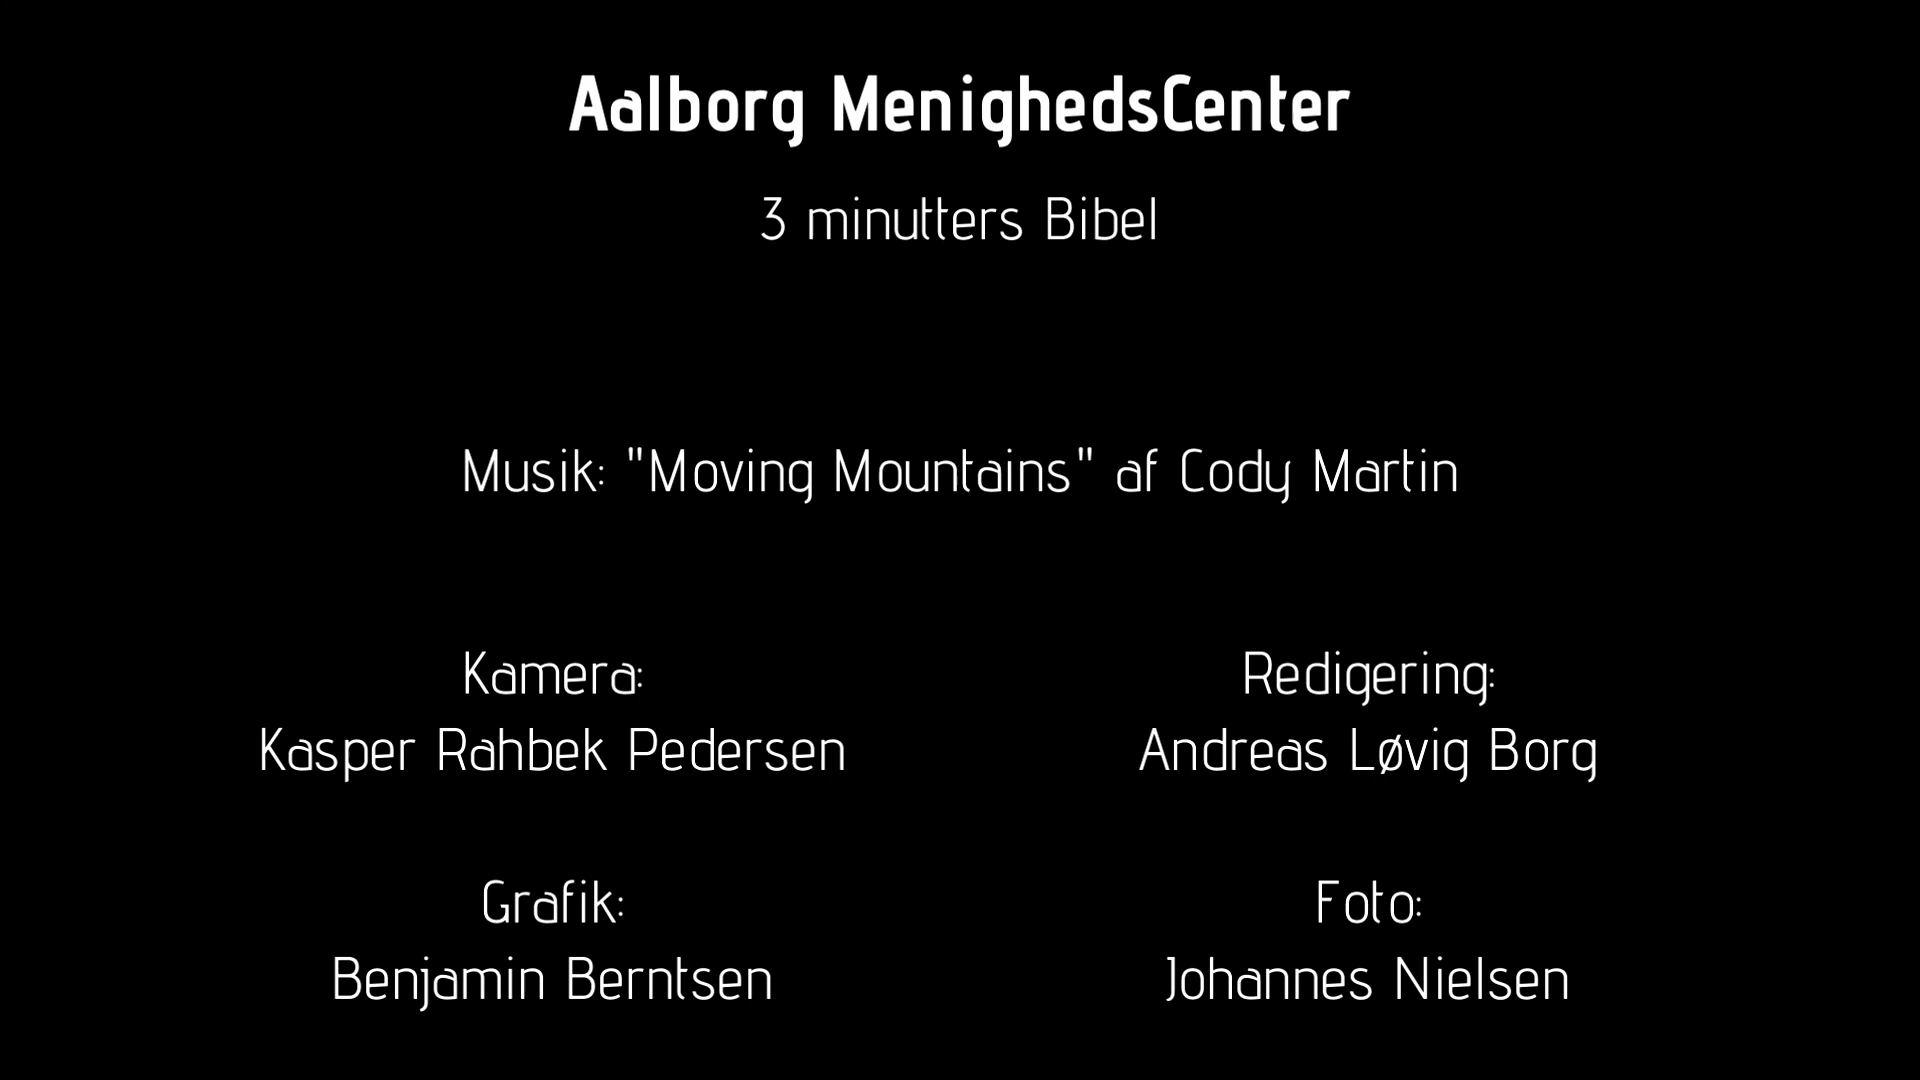 Aalborg MenighedsCenter
3 minutters Bibel
Musik: "Moving Mountains" af Cody Martin
Kamera:
Kasper Rahbek Pedersen
Redigering:
Andreas Løvig Borg
Grafik:
Benjamin Berntsen
Foto:
Johannes Nielsen